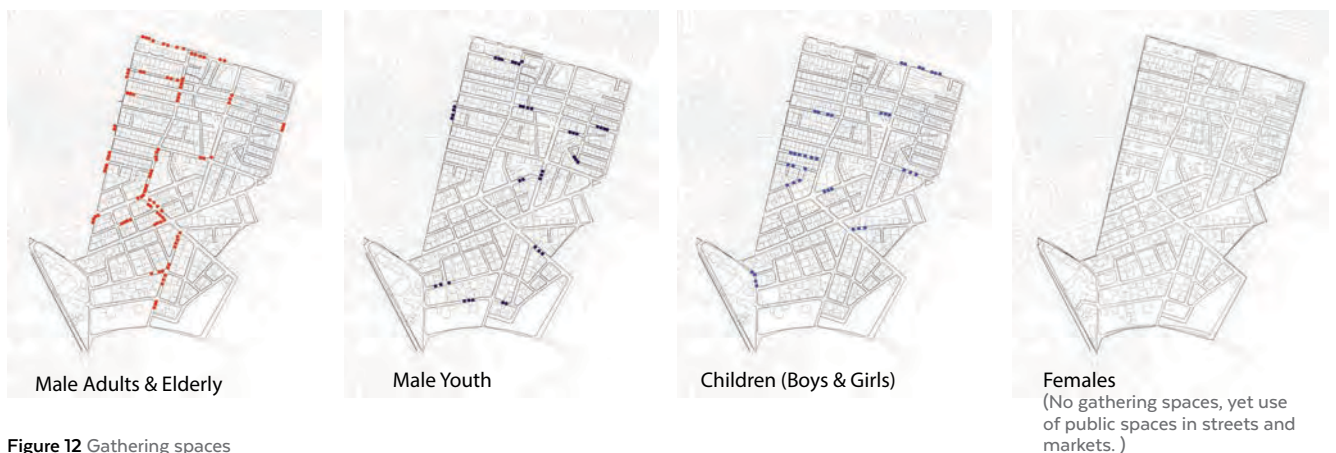 Male Adults & Elderly
Male Youth
Children (Boys & Girls)
Females
(No gathering spaces, yet use
of public spaces in streets and
markets. )
Figure 12 Gathering spaces